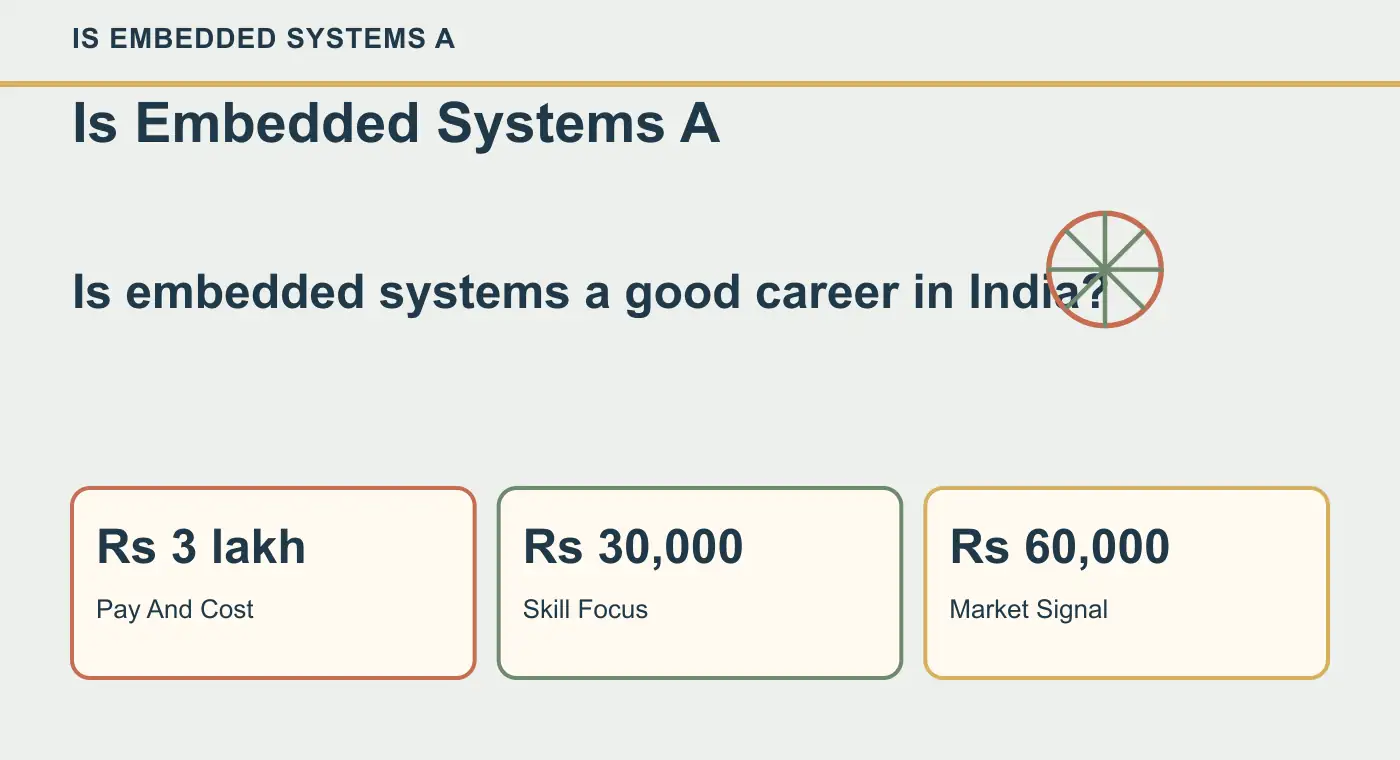 IS EMBEDDED SYSTEMS A
Is Embedded Systems A
Is embedded systems a good career in India?
Rs 3 lakh
Pay And Cost
Rs 30,000
Skill Focus
Rs 60,000
Market Signal